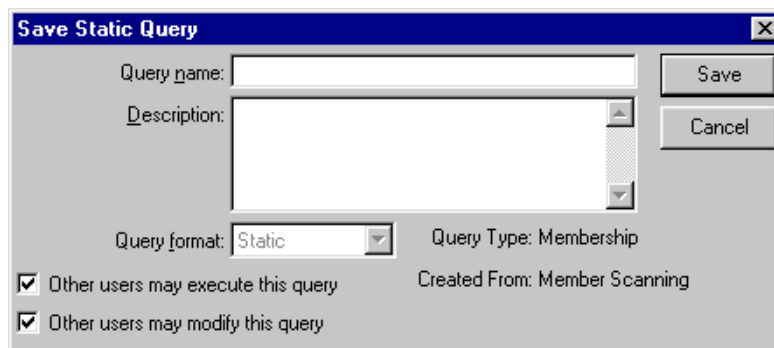 Save Static Query
Query name:
Save
Description:
Cancel
Query format: Static
Query Type: Membership
Other users may execute this query
Created From: Member Scanning
Other users may modify this query